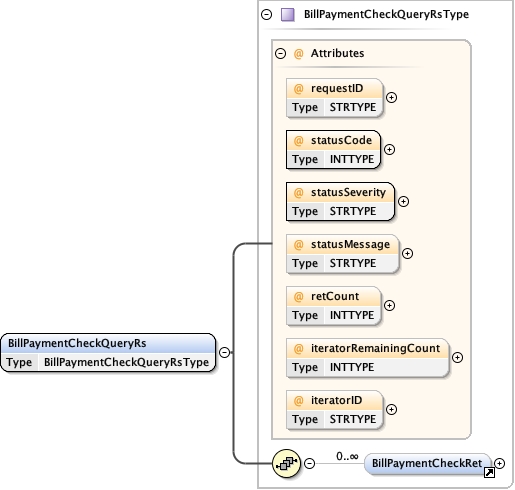 BillPaymentCheckQueryRsType
@ Attributes
@ requestID
Type STRTYPE
@ statusCode
Type INTTYPE
@ statusSeverity
Type STRTYPE
@ statusMessage
Type STRTYPE
@ retCount
Type INTTYPE
@ iteratorRemainingCount
Type INTTYPE
@ iteratorID
Type STRTYPE
BillPaymentCheckQueryRs
Type BillPaymentCheckQueryRsType
0..∞
BillPaymentCheckRet